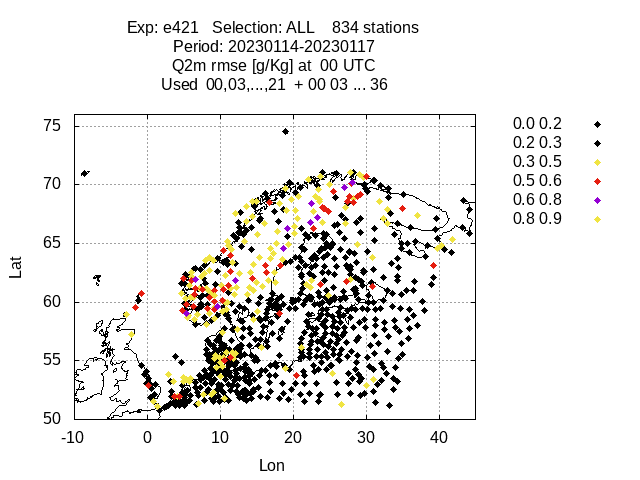 Exp: e421   Selection: ALL    834 stations
Period: 20230114-20230117
Q2m rmse [g/Kg] at  00 UTC
Used  00,03,...,21  + 00 03 ... 36
0.0 0.2
0.2 0.3
0.3 0.5
0.5 0.6
0.6 0.8
0.8 0.9
75
70
65
60
55
50
Lat
-10 0 10 20 30 40
Lon